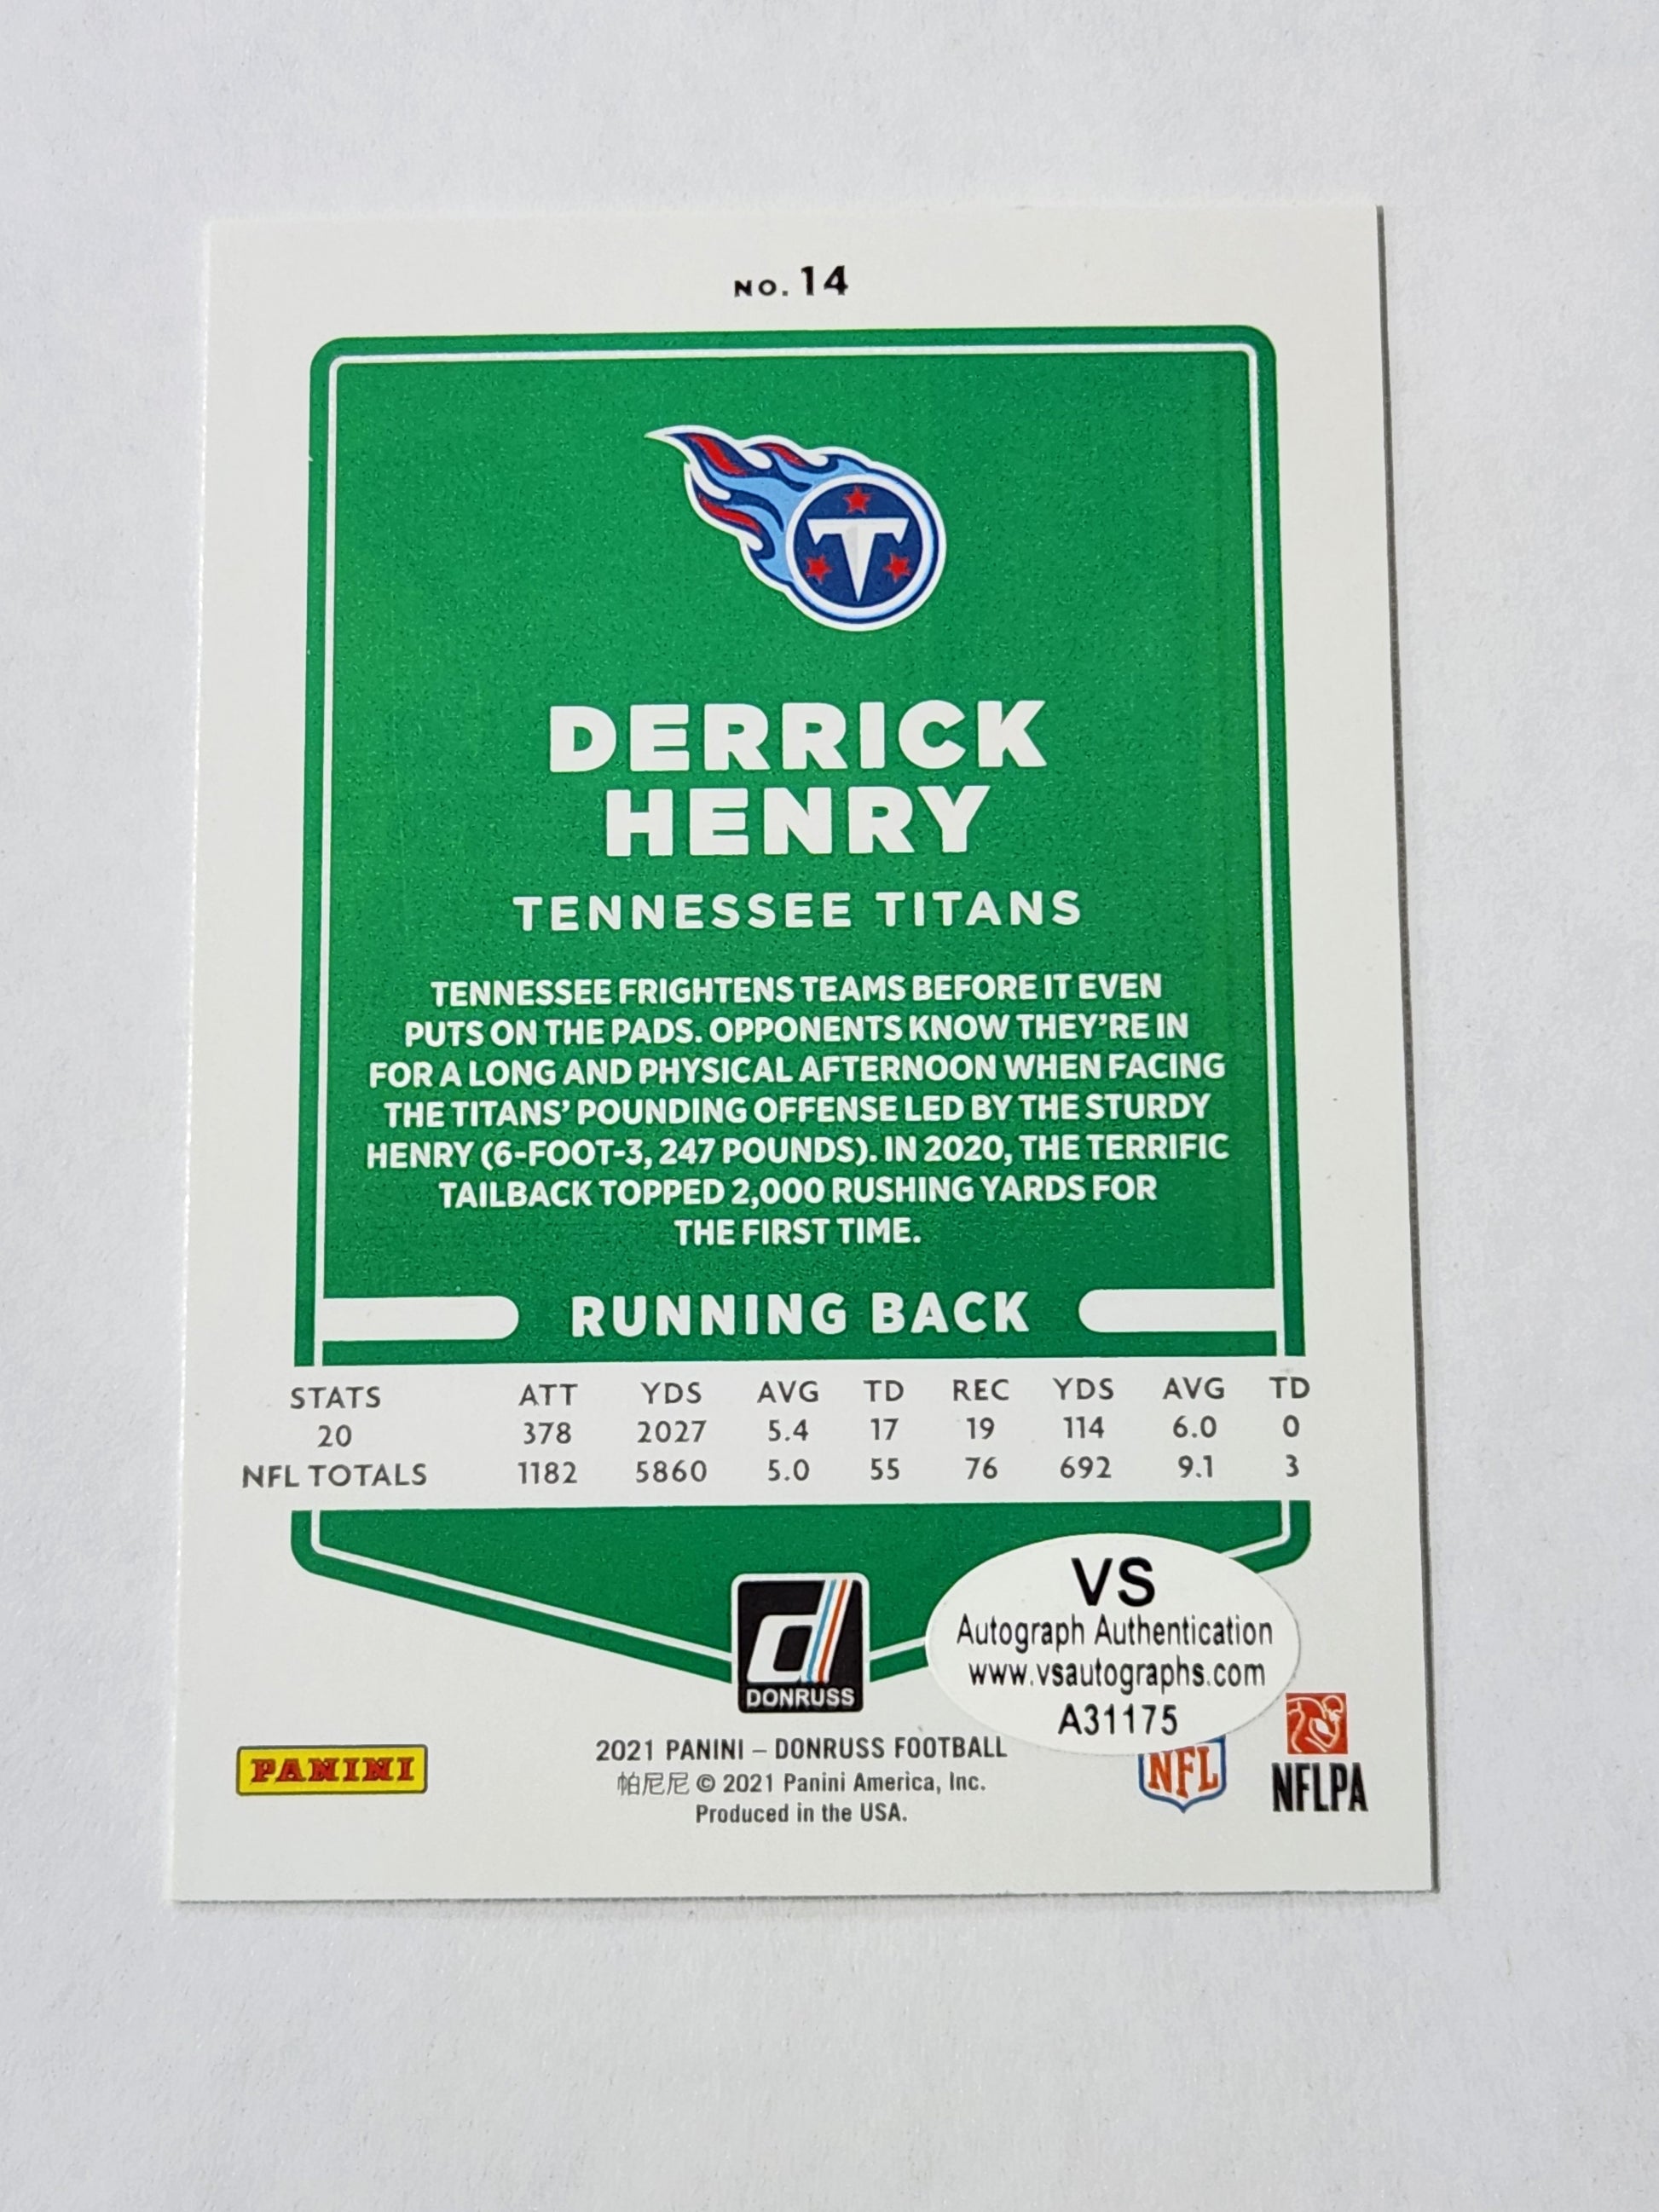 NO. 14
T
DERRICK
HENRY
TENNESSEE TITANS
TENNESSEE FRIGHTENS TEAMS BEFORE IT EVEN
PUTS ON THE PADS. OPPONENTS KNOW THEY'RE IN
FOR A LONG AND PHYSICAL AFTERNOON WHEN FACING
THE TITANS' POUNDING OFFENSE LED BY THE STURDY
HENRY (6-FOOT-3, 247 POUNDS). IN 2020, THE TERRIFIC
TAILBACK TOPPED 2,000 RUSHING YARDS FOR
THE FIRST TIME.
RUNNING BACK
STATS ATT YDS AVG TD REC YDS AVG TD
20 378 2027 5.4 17 19 114 6.0 0
NFL TOTALS 1182 5860 5.0 55 76 692 9.1 3
d
DONRUSS
VS
Autograph Authentication
www.vsautographs.com
A31175
PANINI
2021 PANINI – DONRUSS FOOTBALL
帕尼尼 © 2021 Panini America, Inc.
Produced in the USA.
NFL
NFLPA